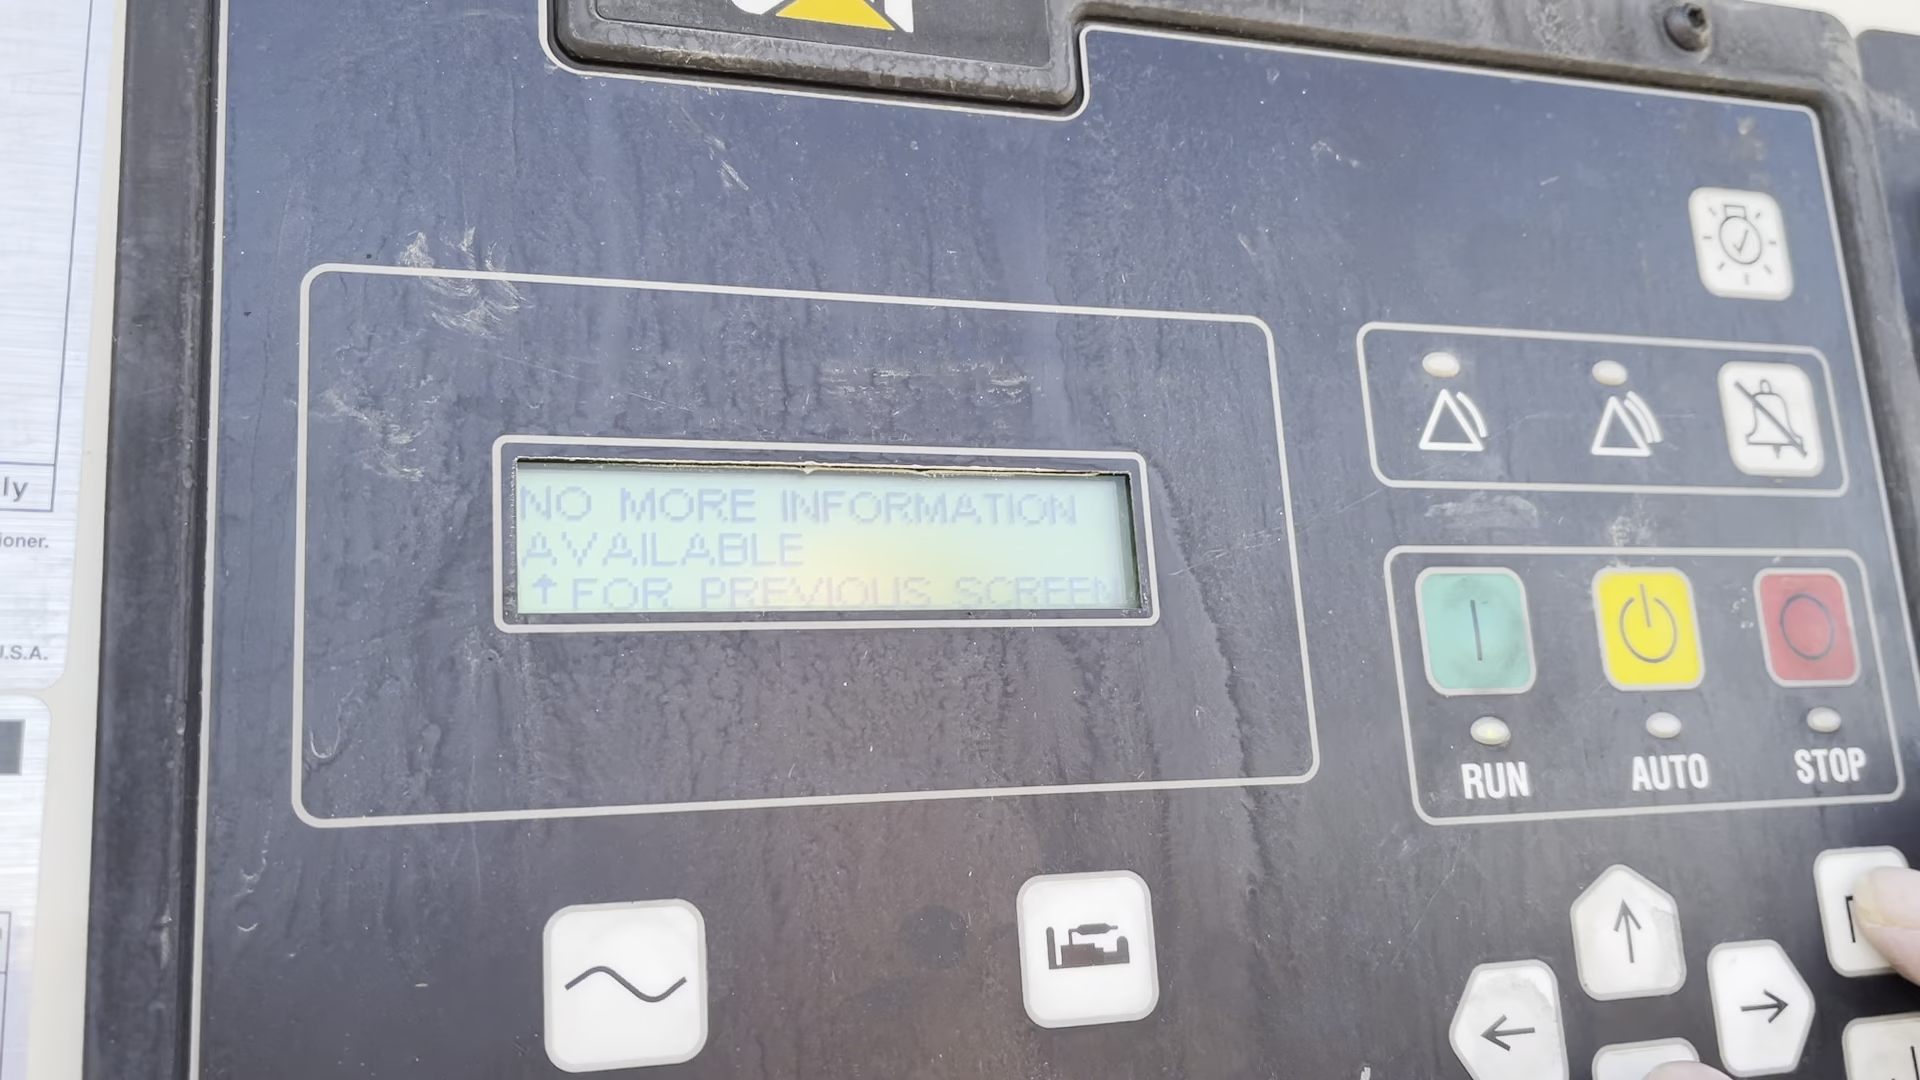 NO MORE INFORMATION
AVAILABLE
↑ FOR PREVIOUS SCREEN
RUN
AUTO
STOP
ly
ioner.
U.S.A.